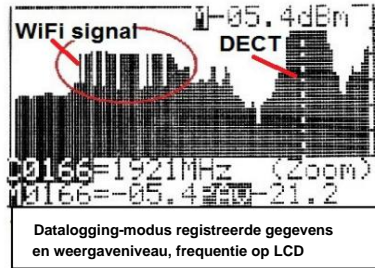 M-05.4dBm
WiFi signal
DECT
C0166=1921MHz (Zoom)
M0166=-05.4 -21.2
Datalogging-modus registreerde gegevens
en weergaveniveau, frequentie op LCD